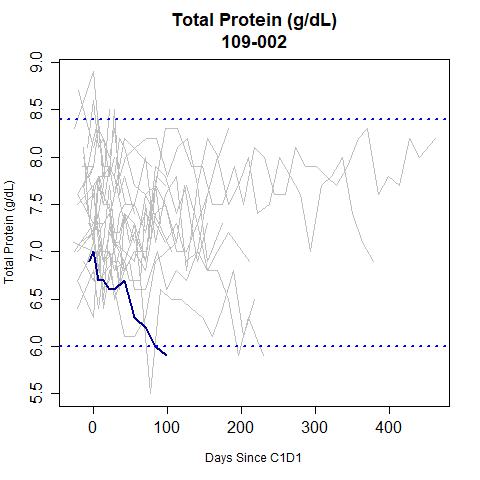 Total Protein (g/dL)
109-002
Total Protein (g/dL)
9.0
8.5
8.0
7.5
7.0
6.5
6.0
5.5
0 100 200 300 400
Days Since C1D1